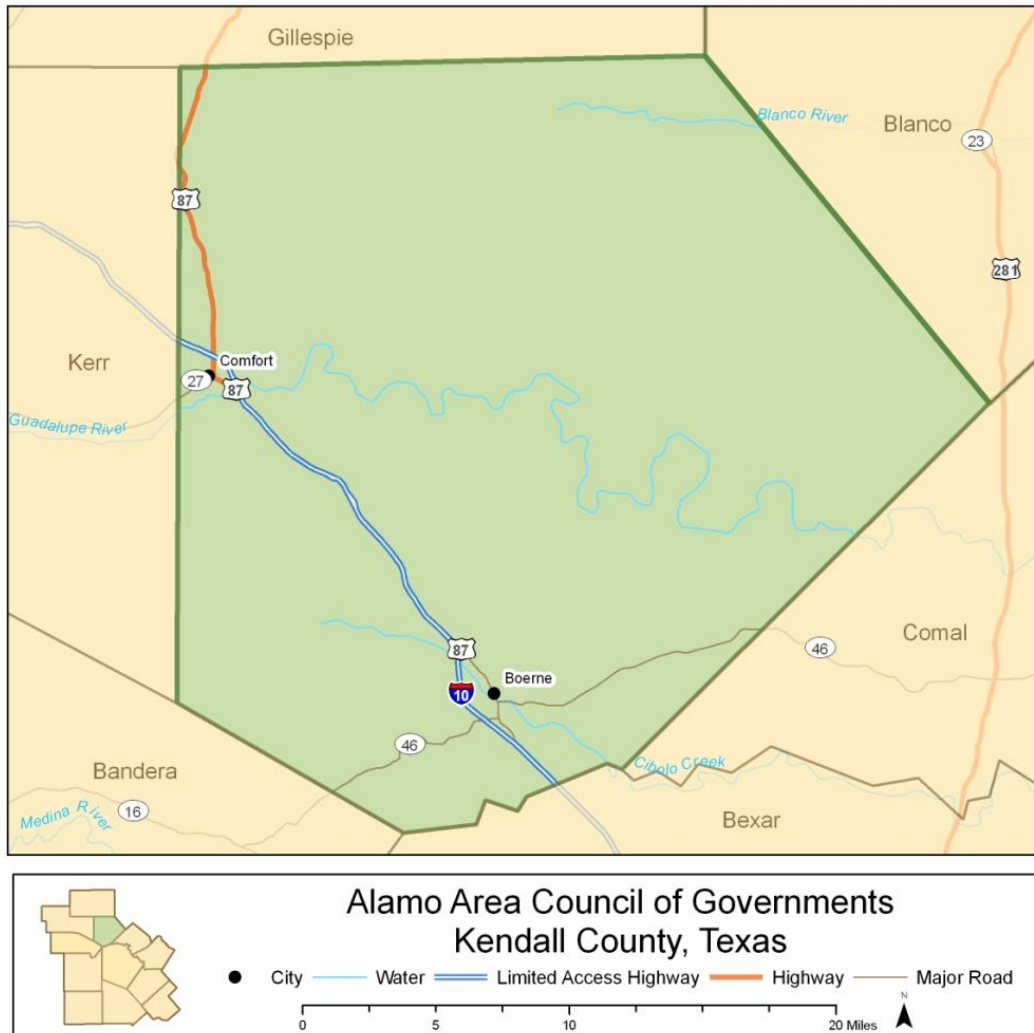 Gillespie
Blanco River
Blanco
23
87
281
Kerr
Comfort
27
87
Guadalupe River
87
Boerne
10
46
Comal
46
Bandera
Cibolo Creek
16
Medina River
Bexar
Alamo Area Council of Governments
Kendall County, Texas
City Water Limited Access Highway Highway Major Road
N
0 5 10 20 Miles